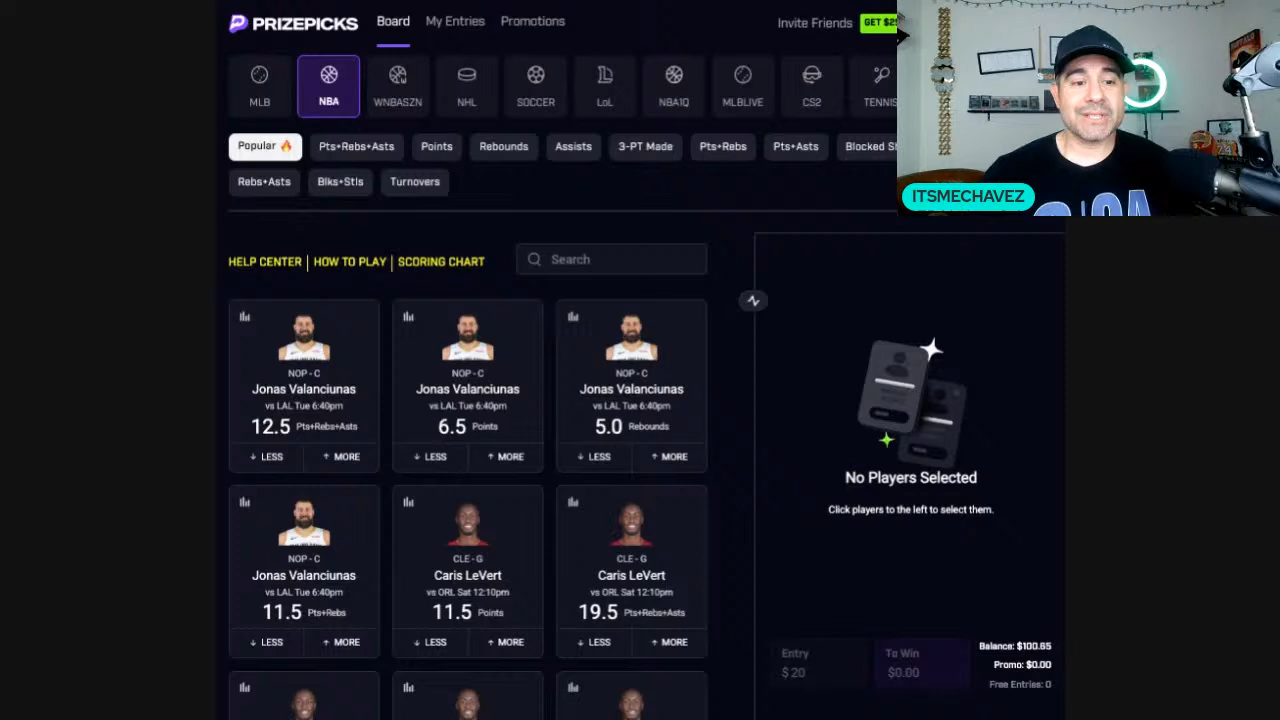 PRIZEPICKS
Board
My Entries
Promotions
Invite Friends
MLB
NBA
WNBASZN
NHL
SOCCER
LoL
NBA1Q
MLBLIVE
CS2
TENNIS
Popular 🔥
Pts+Rebs+Asts
Points
Rebounds
Assists
3-PT Made
Pts+Rebs
Pts+Asts
Blocked
Rebs+Asts
Blks+Stls
Turnovers
ITSMECHAVEZ
HELP CENTER | HOW TO PLAY | SCORING CHART
Search
NOP - C
Jonas Valanciunas
vs LAL Tue 6:40pm
12.5 Pts+Rebs+Asts
↓ LESS
↑ MORE
NOP - C
Jonas Valanciunas
vs LAL Tue 6:40pm
6.5 Points
↓ LESS
↑ MORE
NOP - C
Jonas Valanciunas
vs LAL Tue 6:40pm
5.0 Rebounds
↓ LESS
↑ MORE
NOP - C
Jonas Valanciunas
vs LAL Tue 6:40pm
11.5 Pts+Rebs
↓ LESS
↑ MORE
CLE - G
Caris LeVert
vs ORL Sat 12:10pm
11.5 Points
↓ LESS
↑ MORE
CLE - G
Caris LeVert
vs ORL Sat 12:10pm
19.5 Pts+Rebs+Asts
↓ LESS
↑ MORE
No Players Selected
Click players to the left to select them.
Entry
$ 20
To Win
$0.00
Balance: $100.65
Promo: $0.00
Free Entries: 0